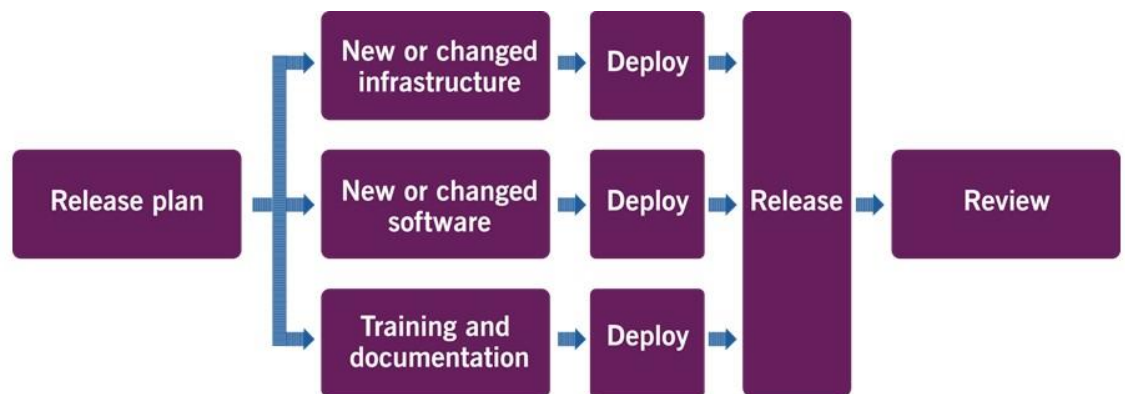 New or changed
infrastructure
Deploy
Release plan
New or changed
software
Deploy
Release
Review
Training and
documentation
Deploy